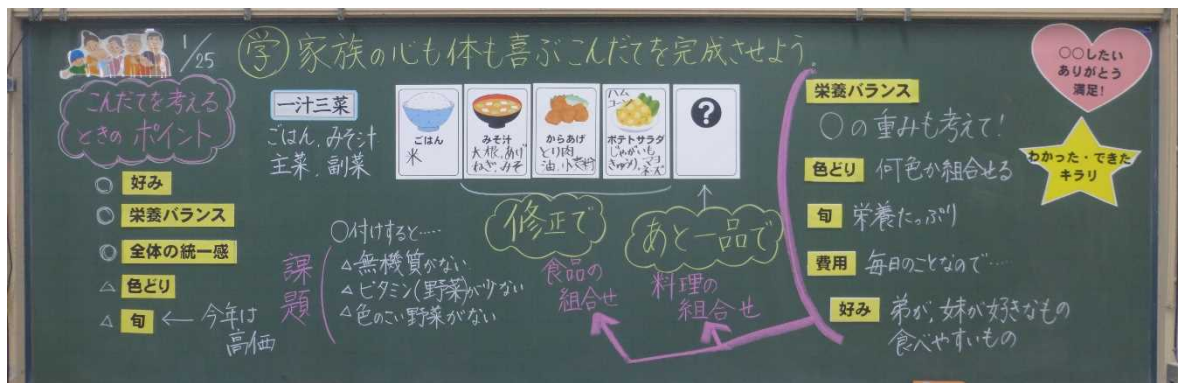 1/25
学 家族の心も体も喜ぶこんだてを完成させよう.
こんだてを考える
ときの ポイント
◎ 好み
◎ 栄養バランス
◎ 全体の統一感
△ 色どり
△ 旬 ← 今年は
高価
一汁三菜
ごはん、みそ汁
主菜、副菜
ごはん
米
みそ汁
大根、あげ
ねぎ、みそ
からあげ
とり肉
油、小麦粉
ハム
コーン
ポテトサラダ
じゃがいも
きゅうり、マヨ
ネーズ
?
課題
○付けすると……
△無機質がない
△ビタミン(野菜)が少ない
△色のこい野菜がない
修正で
食品の
組合せ
あと一品で
料理の
組合せ
栄養バランス
○の重みも考えて!
色どり 何色か組合せる
旬 栄養たっぷり
費用 毎日のことなので…
好み 弟が、妹が好きなもの
食べやすいもの
○○したい
ありがとう
満足!
わかった・できた
キラリ